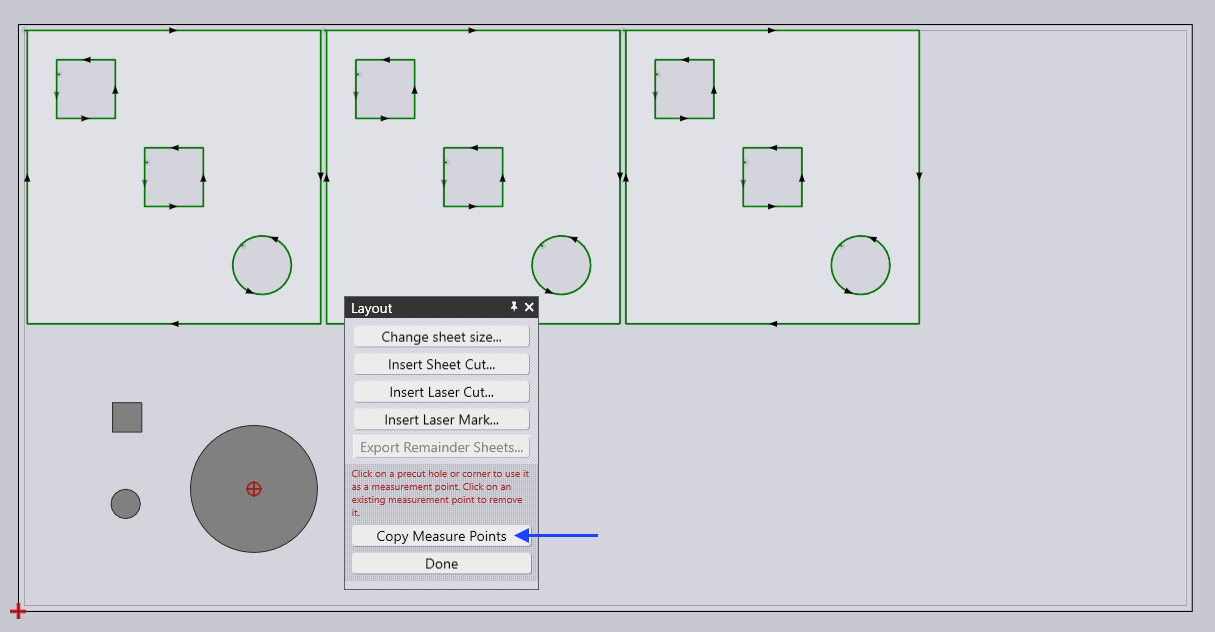 Layout
Change sheet size...
Insert Sheet Cut...
Insert Laser Cut...
Insert Laser Mark...
Export Remainder Sheets...
Click on a precut hole or corner to use it
as a measurement point. Click on an
existing measurement point to remove
it.
Copy Measure Points
Done